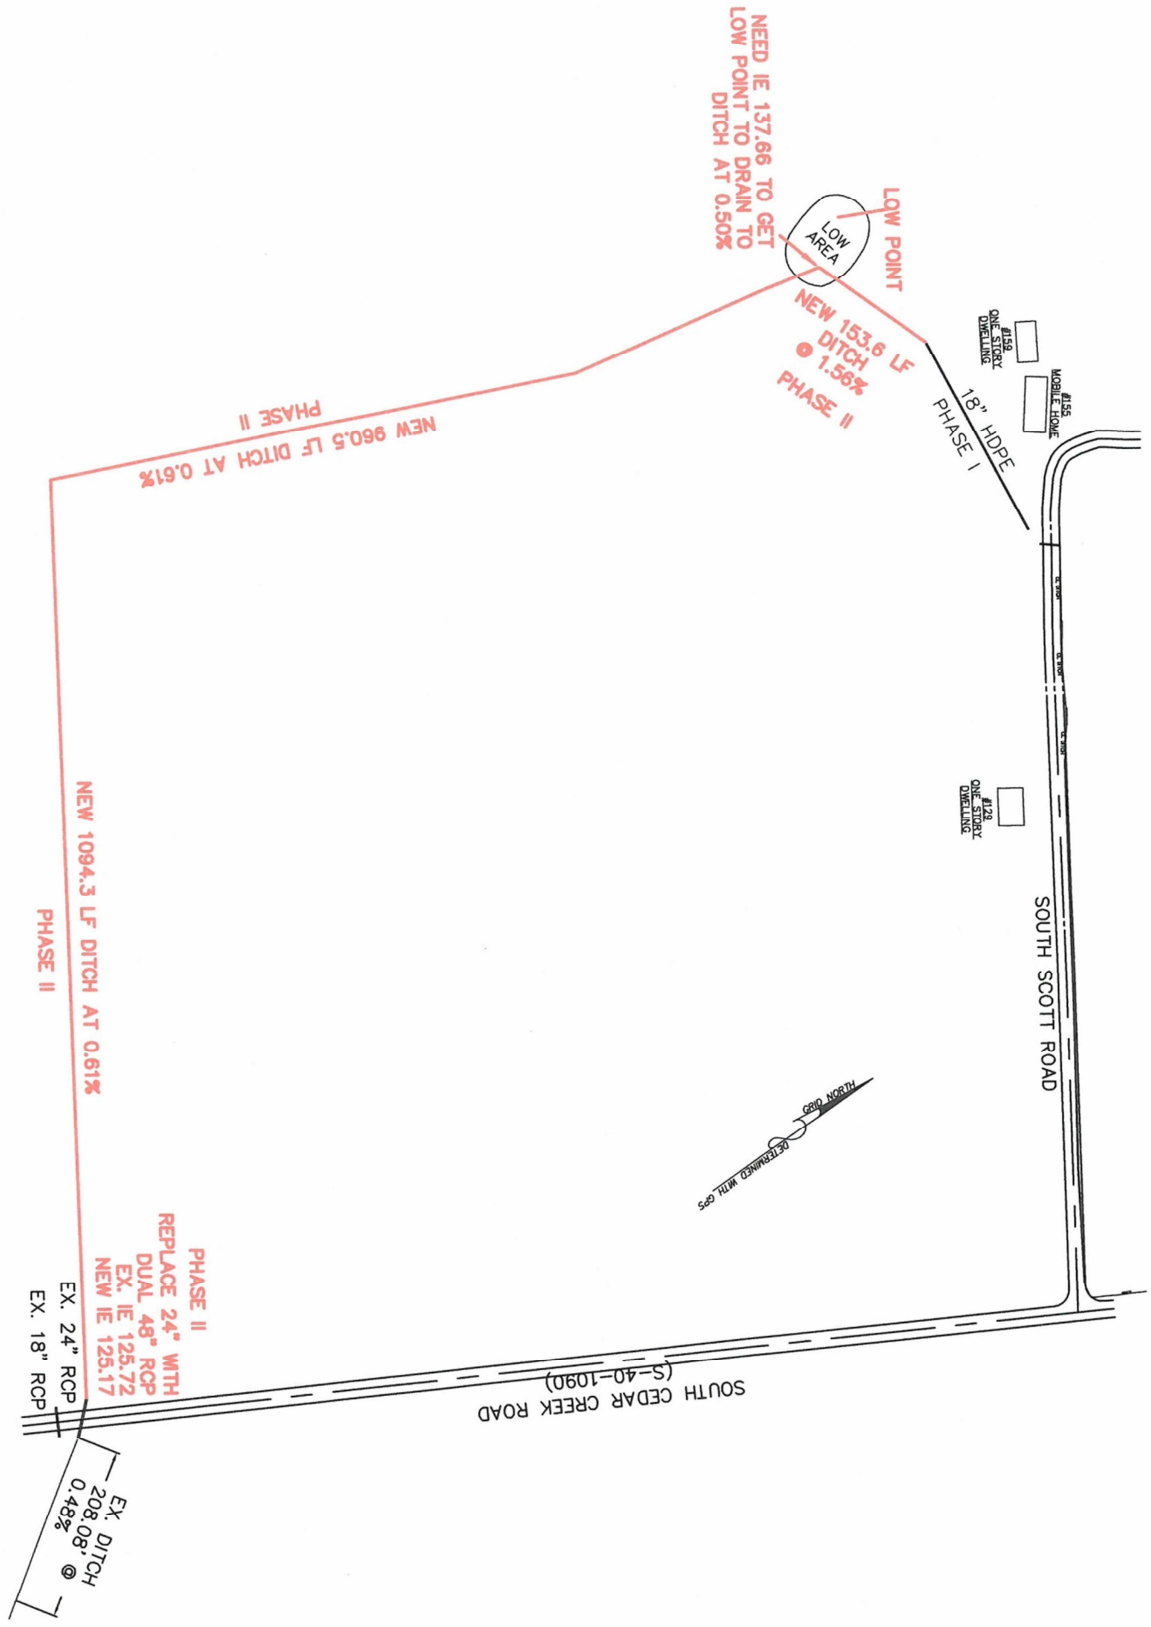 NEED IE 137.66 TO GET
LOW POINT TO DRAIN TO
DITCH AT 0.50%
LOW POINT
LOW
AREA
NEW 153.6 LF
DITCH
@ 1.56%
PHASE II
#159
ONE STORY
DWELLING
#155
MOBILE HOME
18" HDPE
PHASE I
NEW 960.5 LF DITCH AT 0.61%
PHASE II
#129
ONE STORY
DWELLING
SOUTH SCOTT ROAD
NEW 1094.3 LF DITCH AT 0.61%
PHASE II
GRID NORTH
DETERMINED WITH GPS
PHASE II
REPLACE 24" WITH
DUAL 48" RCP
EX. IE 125.72
NEW IE 125.17
EX. 24" RCP
EX. 18" RCP
SOUTH CEDAR CREEK ROAD
(S-40-1090)
EX. DITCH
208.08' @
0.48%